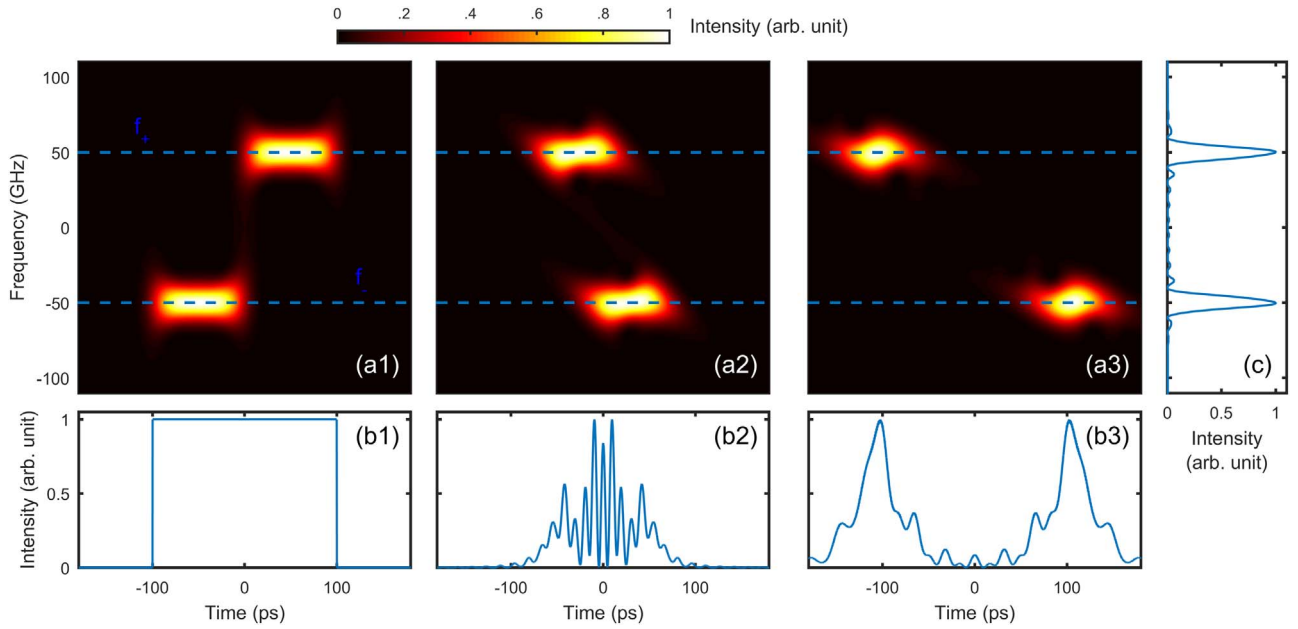 0 .2 .4 .6 .8 1
Intensity (arb. unit)
100
50
0
-50
-100
Frequency (GHz)
f+
f-
(a1)
(a2)
(a3)
(c)
0 0.5 1
Intensity
(arb. unit)
1
0.5
0
Intensity (arb. unit)
(b1)
(b2)
(b3)
-100 0 100
Time (ps)
-100 0 100
Time (ps)
-100 0 100
Time (ps)